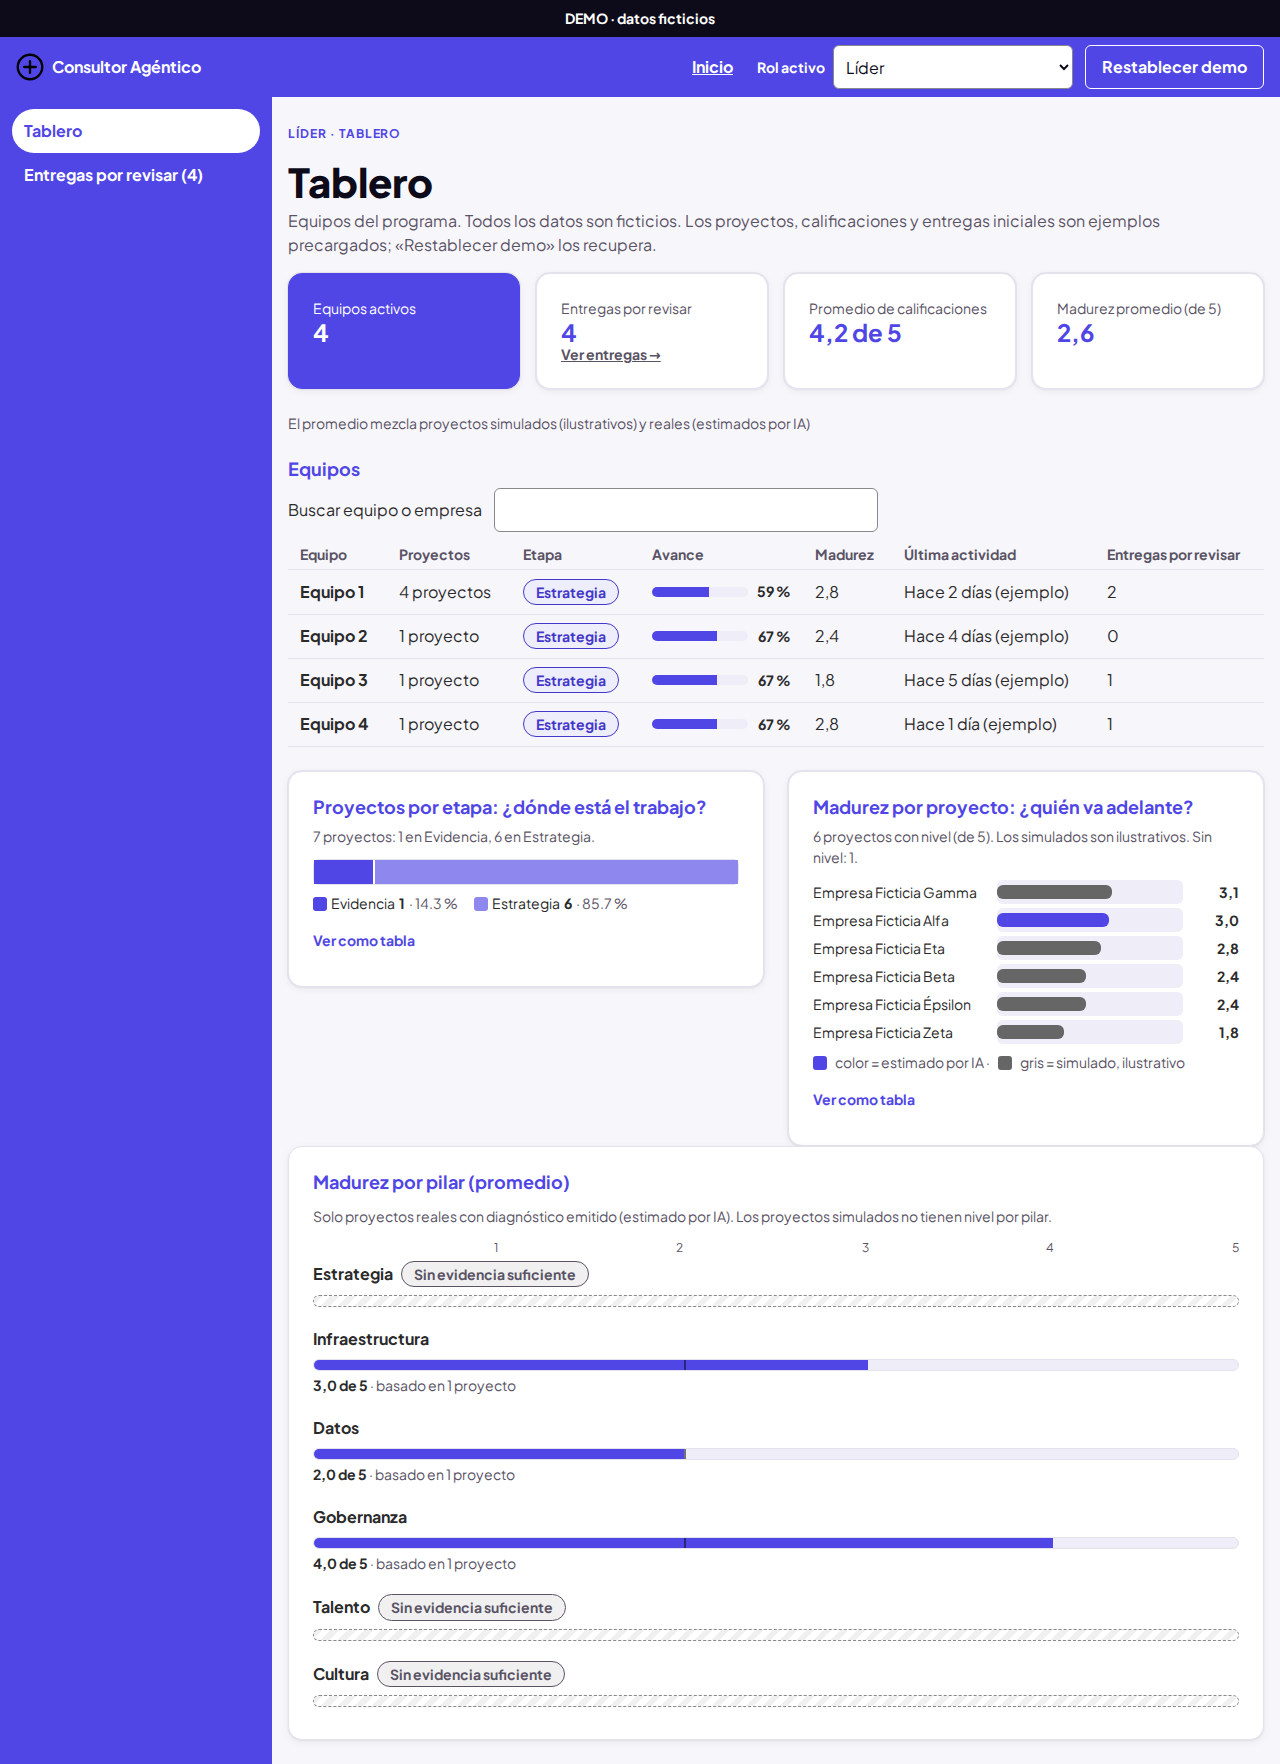 DEMO · datos ficticios
Consultor Agéntico
Inicio
Rol activo
Líder
Restablecer demo
Tablero
Entregas por revisar (4)
LÍDER · TABLERO
Tablero
Equipos del programa. Todos los datos son ficticios. Los proyectos, calificaciones y entregas iniciales son ejemplos
precargados; «Restablecer demo» los recupera.
Equipos activos
4
Entregas por revisar
4
Ver entregas →
Promedio de calificaciones
4,2 de 5
Madurez promedio (de 5)
2,6
El promedio mezcla proyectos simulados (ilustrativos) y reales (estimados por IA)
Equipos
Buscar equipo o empresa
Equipo Proyectos Etapa Avance Madurez Última actividad Entregas por revisar
Equipo 1 4 proyectos Estrategia 59 % 2,8 Hace 2 días (ejemplo) 2
Equipo 2 1 proyecto Estrategia 67 % 2,4 Hace 4 días (ejemplo) 0
Equipo 3 1 proyecto Estrategia 67 % 1,8 Hace 5 días (ejemplo) 1
Equipo 4 1 proyecto Estrategia 67 % 2,8 Hace 1 día (ejemplo) 1
Proyectos por etapa: ¿dónde está el trabajo?
7 proyectos: 1 en Evidencia, 6 en Estrategia.
Evidencia 1 · 14.3 % Estrategia 6 · 85.7 %
Ver como tabla
Madurez por proyecto: ¿quién va adelante?
6 proyectos con nivel (de 5). Los simulados son ilustrativos. Sin
nivel: 1.
Empresa Ficticia Gamma 3,1
Empresa Ficticia Alfa 3,0
Empresa Ficticia Eta 2,8
Empresa Ficticia Beta 2,4
Empresa Ficticia Épsilon 2,4
Empresa Ficticia Zeta 1,8
color = estimado por IA · gris = simulado, ilustrativo
Ver como tabla
Madurez por pilar (promedio)
Solo proyectos reales con diagnóstico emitido (estimado por IA). Los proyectos simulados no tienen nivel por pilar.
1 2 3 4 5
Estrategia Sin evidencia suficiente
Infraestructura
3,0 de 5 · basado en 1 proyecto
Datos
2,0 de 5 · basado en 1 proyecto
Gobernanza
4,0 de 5 · basado en 1 proyecto
Talento Sin evidencia suficiente
Cultura Sin evidencia suficiente